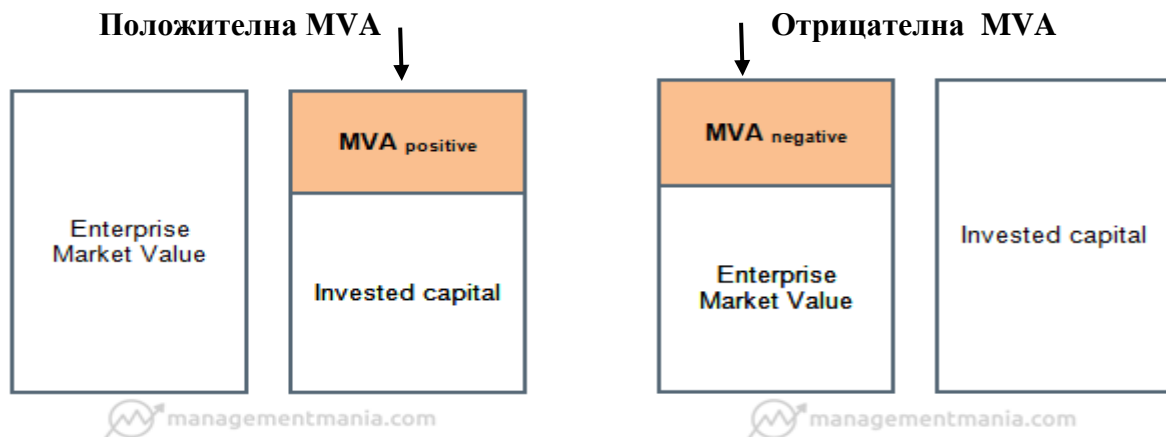 Положителна MVA
Отрицателна MVA
Enterprise
Market Value
MVA positive
Invested capital
MVA negative
Enterprise
Market Value
Invested capital
managementmania.com
managementmania.com